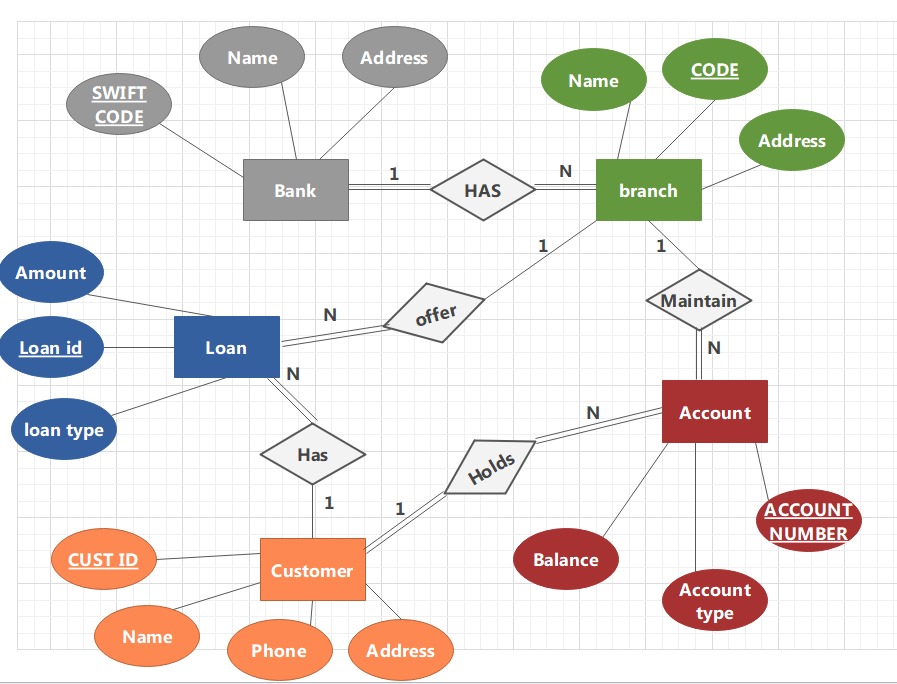 Name
Address
SWIFT
CODE
Name
CODE
Address
Bank
1
HAS
N
branch
Amount
Loan id
loan type
Loan
N
offer
1
1
Maintain
N
N
Has
1
Account
N
Holds
1
CUST ID
Name
Phone
Address
Customer
Balance
Account
type
ACCOUNT
NUMBER